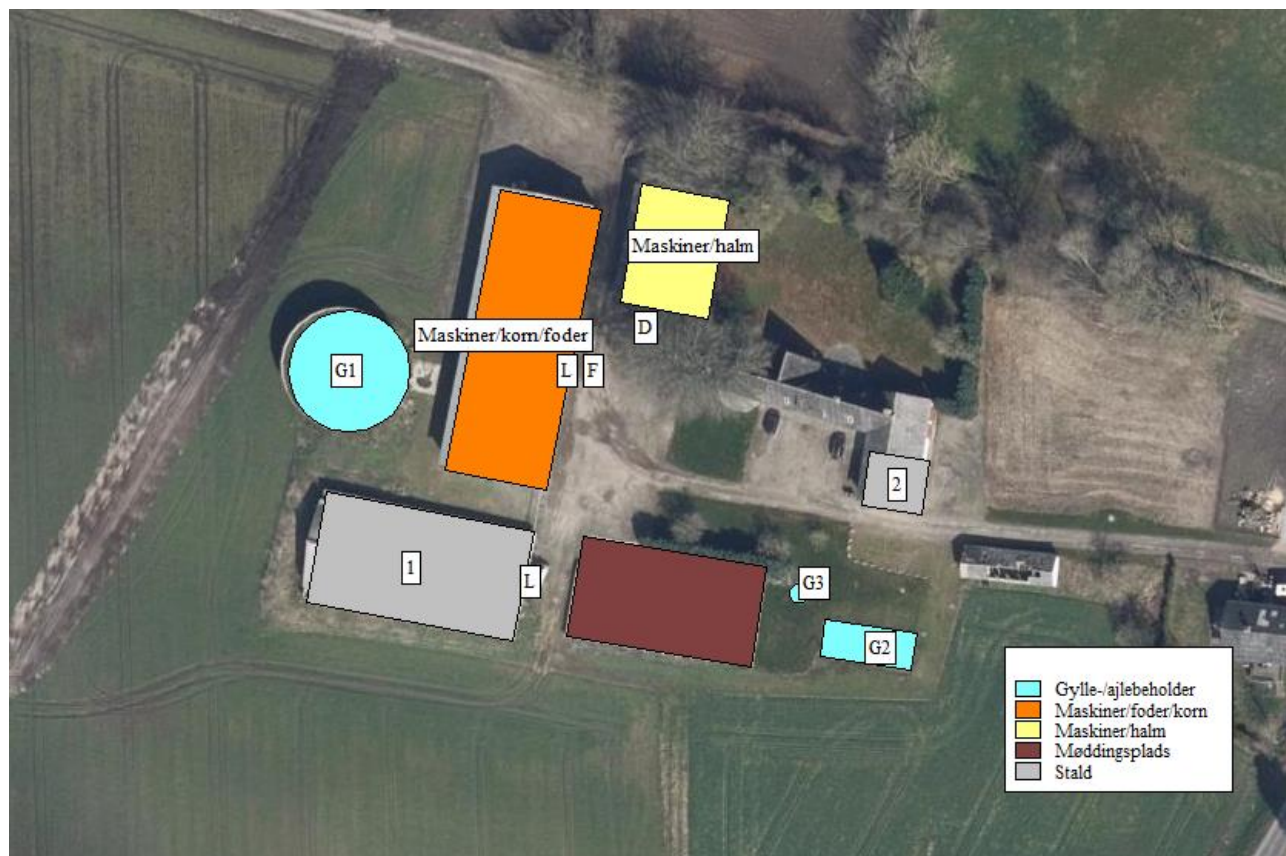 Maskiner/halm
D
Maskiner/korn/foder
L
F
G1
2
1
L
G3
G2
Gylle-/ajlebeholder
Maskiner/foder/korn
Maskiner/halm
Møddingsplads
Stald